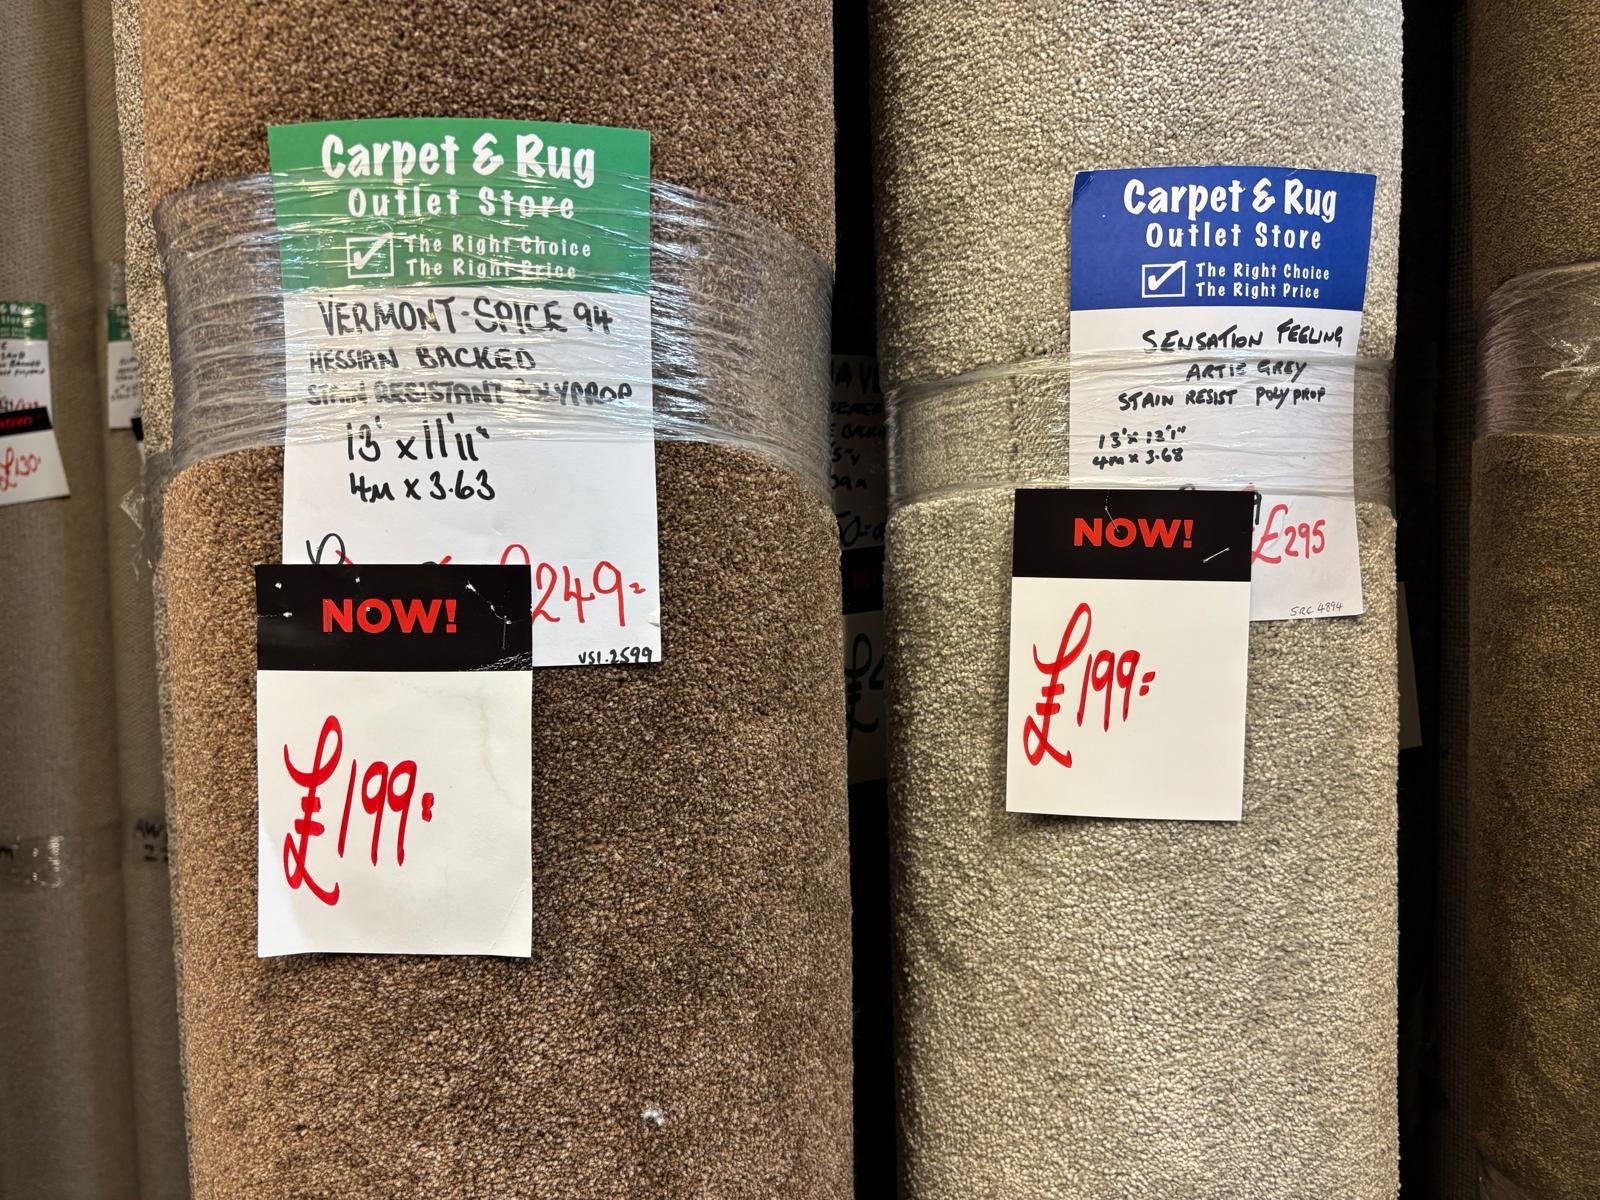 Carpet & Rug
Outlet Store
The Right Choice
The Right Price
VERMONT-SPICE 94
HESSIAN BACKED
STAIN RESISTANT POLYPROP
13' x 11'11"
4M x 3.63
£249=
VS1.2599
NOW!
£199=
Carpet & Rug
Outlet Store
The Right Choice
The Right Price
SENSATION FEELING
ARTIC GREY
STAIN RESIST POLYPROP
13' x 12'1"
4m x 3.68
£295
SRC 4894
NOW!
£199=
NOW!
£130=